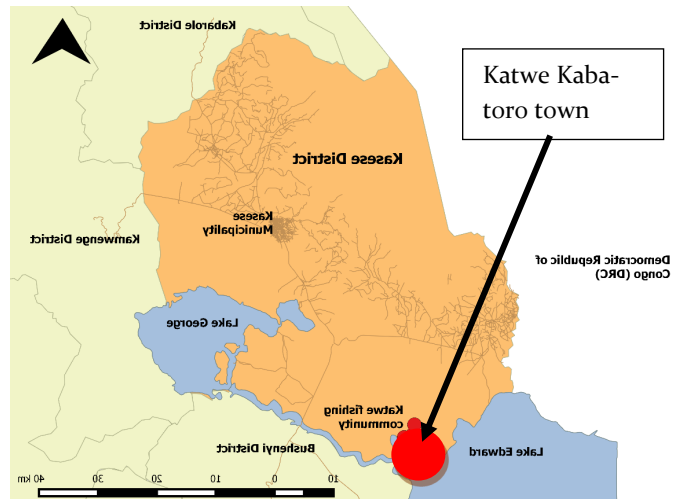 Kabarole District
Katwe Kaba-
toro town
Kasese District
Kasese
Municipality
Kamwenge District
Democratic Republic of
Congo (DRC)
Lake George
Katwe fishing
community
Bushenyi District
Lake Edward
40 km 30 20 10 0 10